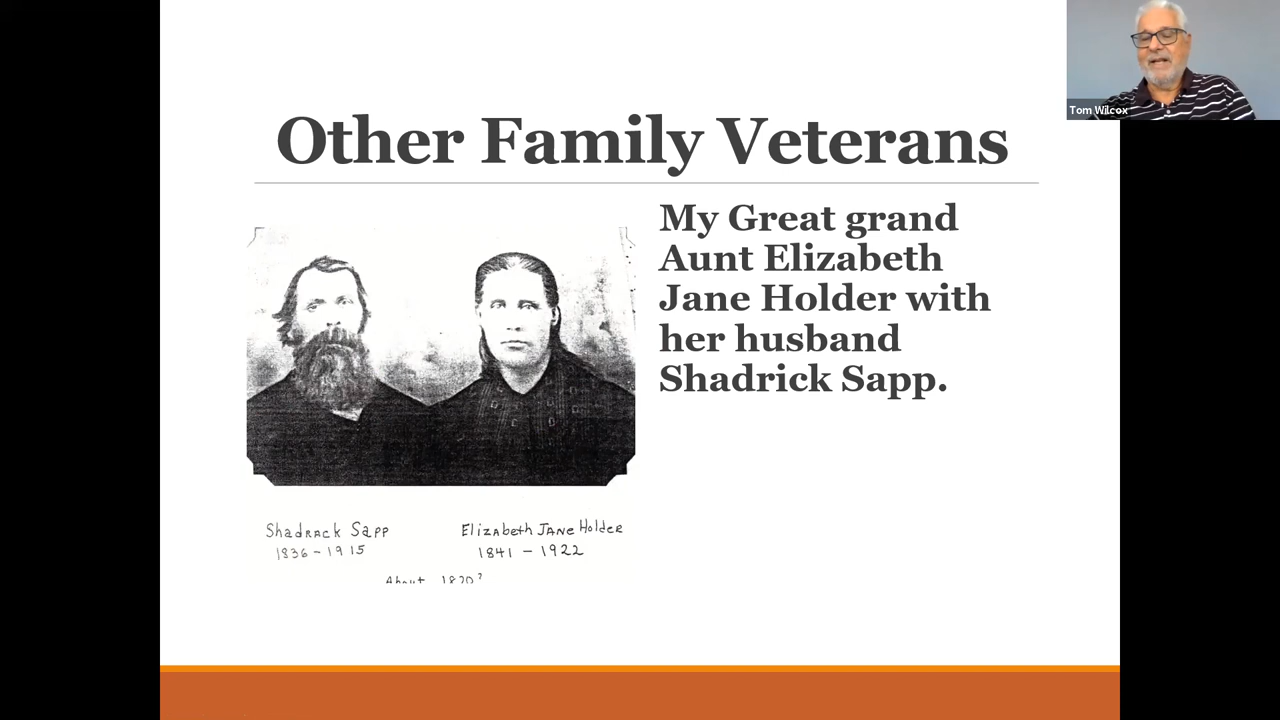 Tom Wilcox
Other Family Veterans
My Great grand
Aunt Elizabeth
Jane Holder with
her husband
Shadrick Sapp.
Shadrack Sapp
1836 - 1915
Elizabeth Jane Holder
1841 - 1922
About